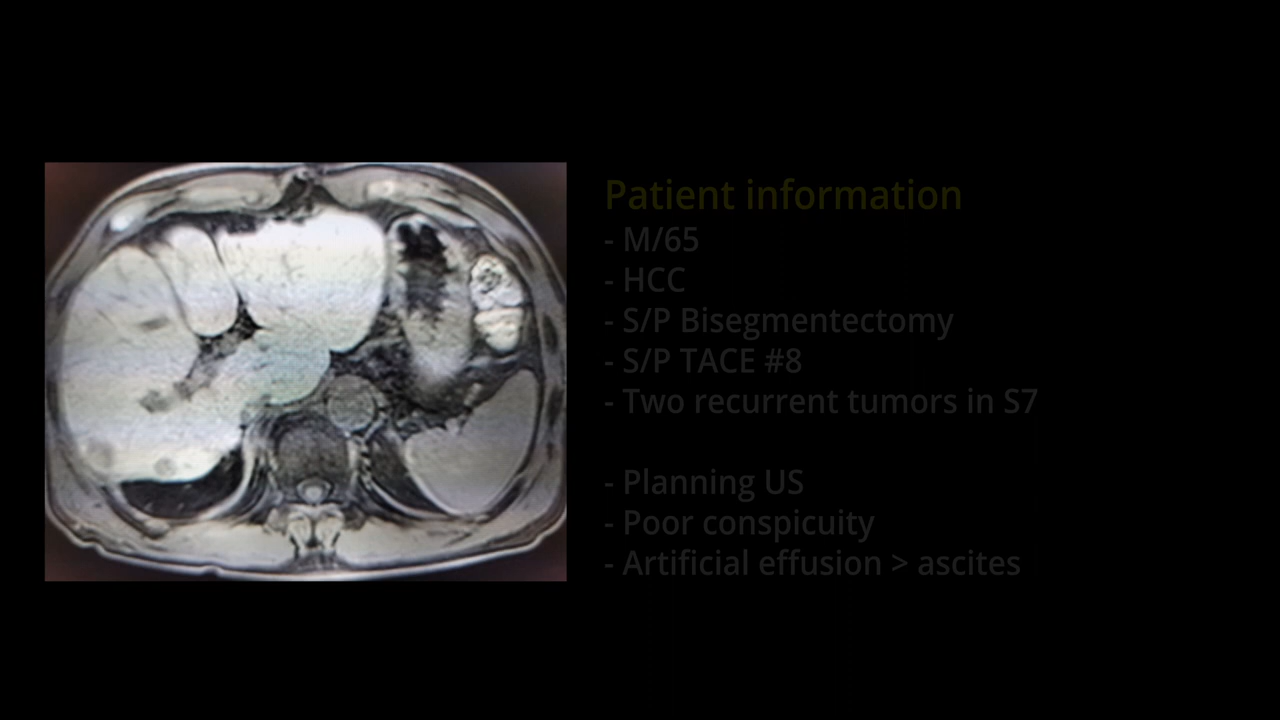 Patient information
- M/65
- HCC
- S/P Bisegmentectomy
- S/P TACE #8
- Two recurrent tumors in S7
- Planning US
- Poor conspicuity
- Artificial effusion > ascites